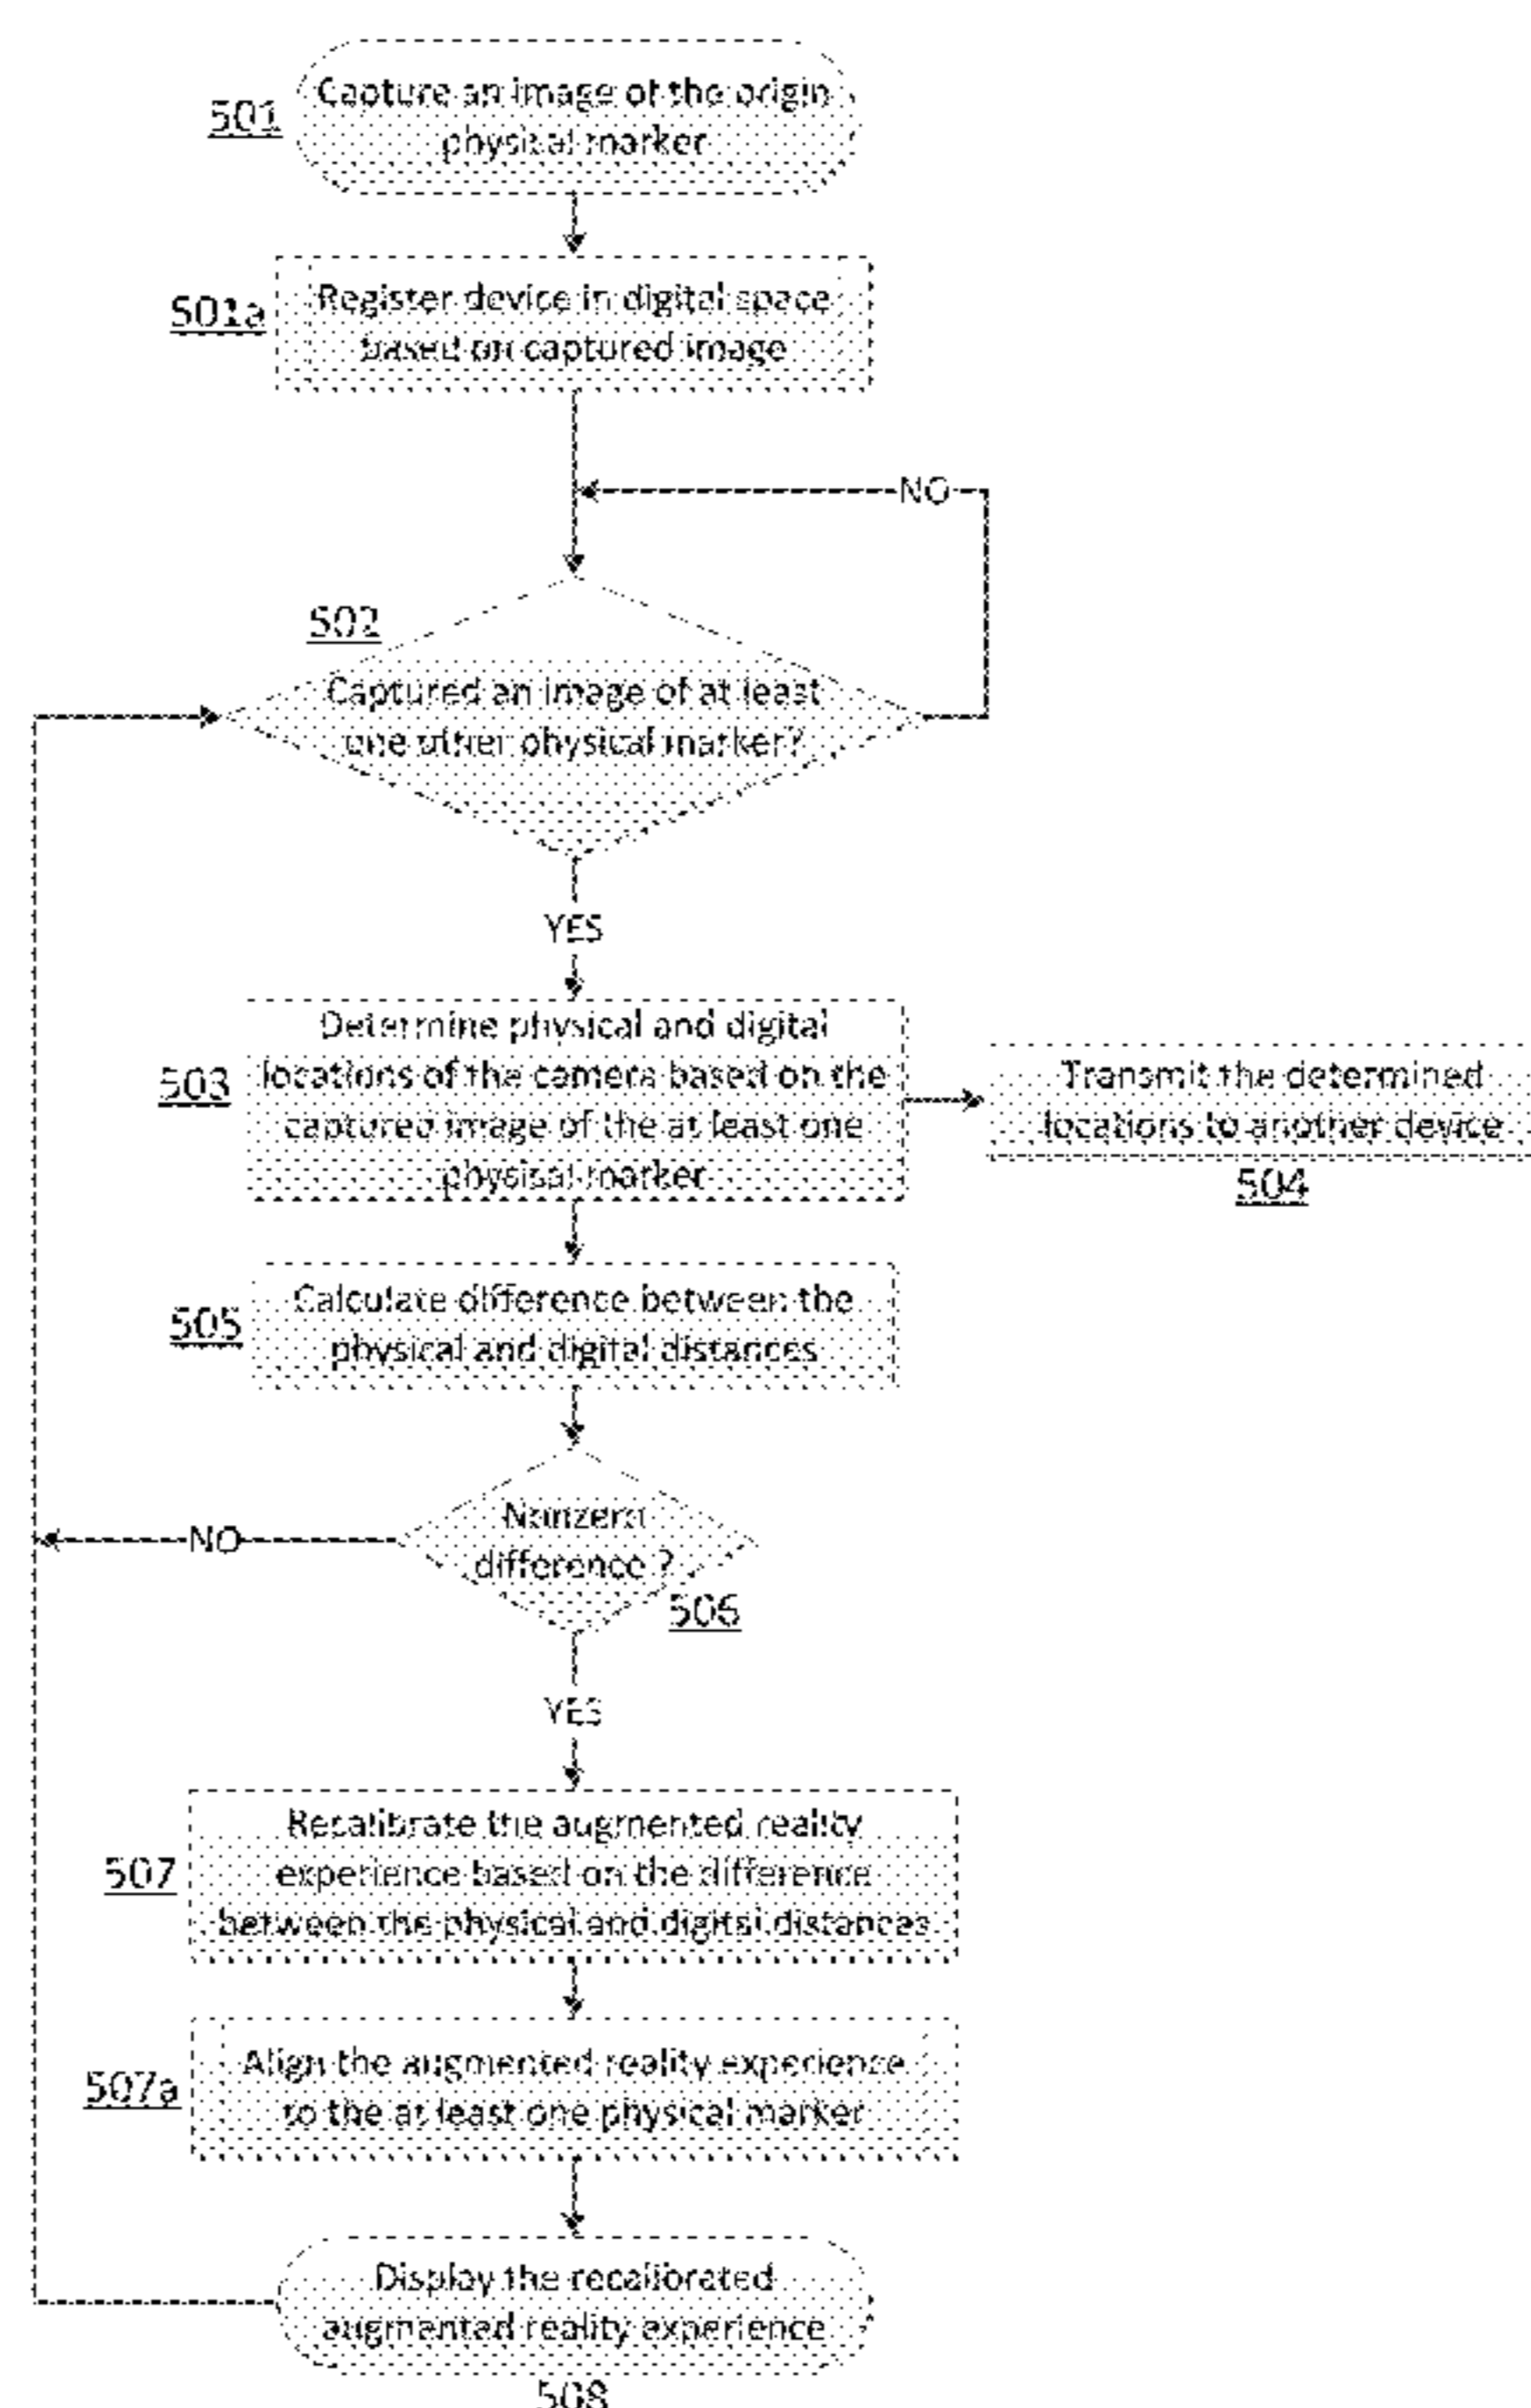 501
Capture an image of the origin
physical marker
501a
Register device in digital space
based on captured image
NO
502
Captured an image of at least
one other physical marker?
YES
503
Determine physical and digital
locations of the camera based on the
captured image of the at least one
physical marker
Transmit the determined
locations to another device
504
505
Calculate difference between the
physical and digital distances
Nonzero
difference ?
506
NO
YES
507
Recalibrate the augmented reality
experience based on the difference
between the physical and digital distances
507a
Align the augmented reality experience
to the at least one physical marker
Display the recalibrated
augmented reality experience
508